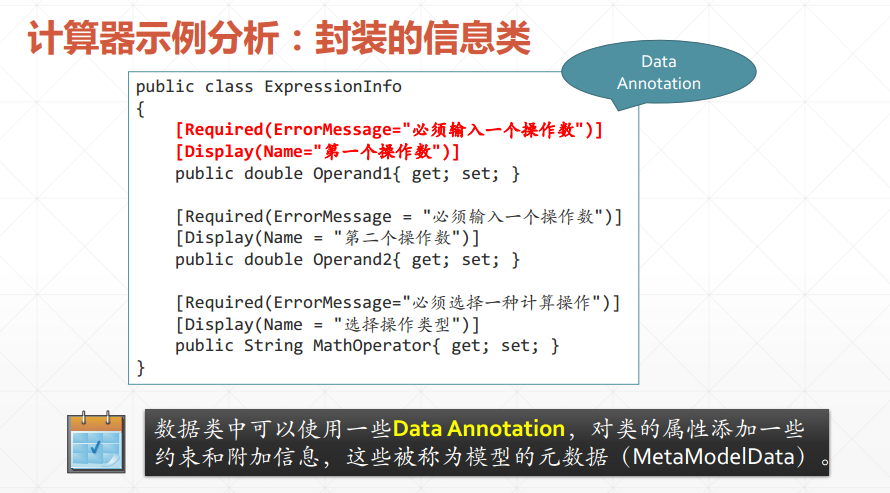 计算器示例分析：封装的信息类
Data
Annotation
public class ExpressionInfo
{
[Required(ErrorMessage="必须输入一个操作数")]
[Display(Name="第一个操作数")]
public double Operand1{ get; set; }
[Required(ErrorMessage = "必须输入一个操作数")]
[Display(Name = "第二个操作数")]
public double Operand2{ get; set; }
[Required(ErrorMessage="必须选择一种计算操作")]
[Display(Name = "选择操作类型")]
public String MathOperator{ get; set; }
}
数据类中可以使用一些Data Annotation，对类的属性添加一些
约束和附加信息，这些被称为模型的元数据（MetaModelData）。